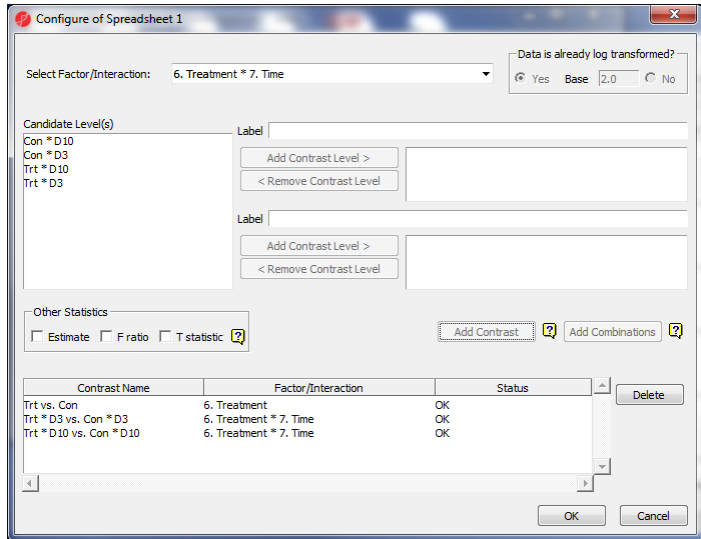 Configure of Spreadsheet 1
x
Data is already log transformed?
Select Factor/Interaction: 6. Treatment * 7. Time
Yes Base 2.0 No
Candidate Level(s)
Con * D10
Con * D3
Trt * D10
Trt * D3
Label
Add Contrast Level >
< Remove Contrast Level
Label
Add Contrast Level >
< Remove Contrast Level
Other Statistics
Estimate F ratio T statistic ?
Add Contrast ? Add Combinations ?
Contrast Name Factor/Interaction Status
Delete
Trt vs. Con 6. Treatment OK
Trt * D3 vs. Con * D3 6. Treatment * 7. Time OK
Trt * D10 vs. Con * D10 6. Treatment * 7. Time OK
OK Cancel